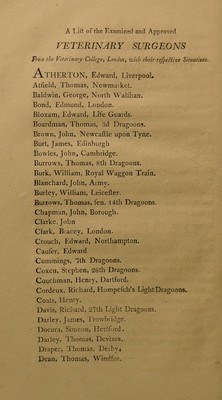 A List of the Examined and Approved
VETERINARY SURGEONS
From the Veterinary College, London, with their respective Situations.
ATHERTON, Edward, Liverpool.
Atfield, Thomas, Newmarket.
Baldwin, George, North Walshan.
Bond, Edmund, London.
Bloxam, Edward, Life Guards.
Boardman, Thomas, 3d Dragoons.
Brown, John, Newcastle upon Tyne.
Burt, James, Edinburgh
Bowles, John, Cambridge.
Burrows, Thomas, 8th Dragoons.
Burk, William, Royal Waggon Train.
Blanchard, John, Army.
Burley, William, Leicester.
Burrows, Thomas, sen. 14th Dragoons.
Chapman, John, Borough.
Clarke, John
Clark, Bracey, London.
Crouch, Edward, Northampton.
Causer, Edward
Cummings, 7th Dragoons.
Coxen, Stephen, 26th Dragoons.
Couchman, Henry, Dartford.
Cordeux, Richard, Hompesch's Light Dragoons.
Coats, Henry.
Davis, Richard, 27th Light Dragoons.
Darley, James, Trowbridge.
Docura, Simeon, Hertford.
Darley, Thomas, Devizes.
Draper, Thomas, Derby.
Dean, Thomas, Windsor.